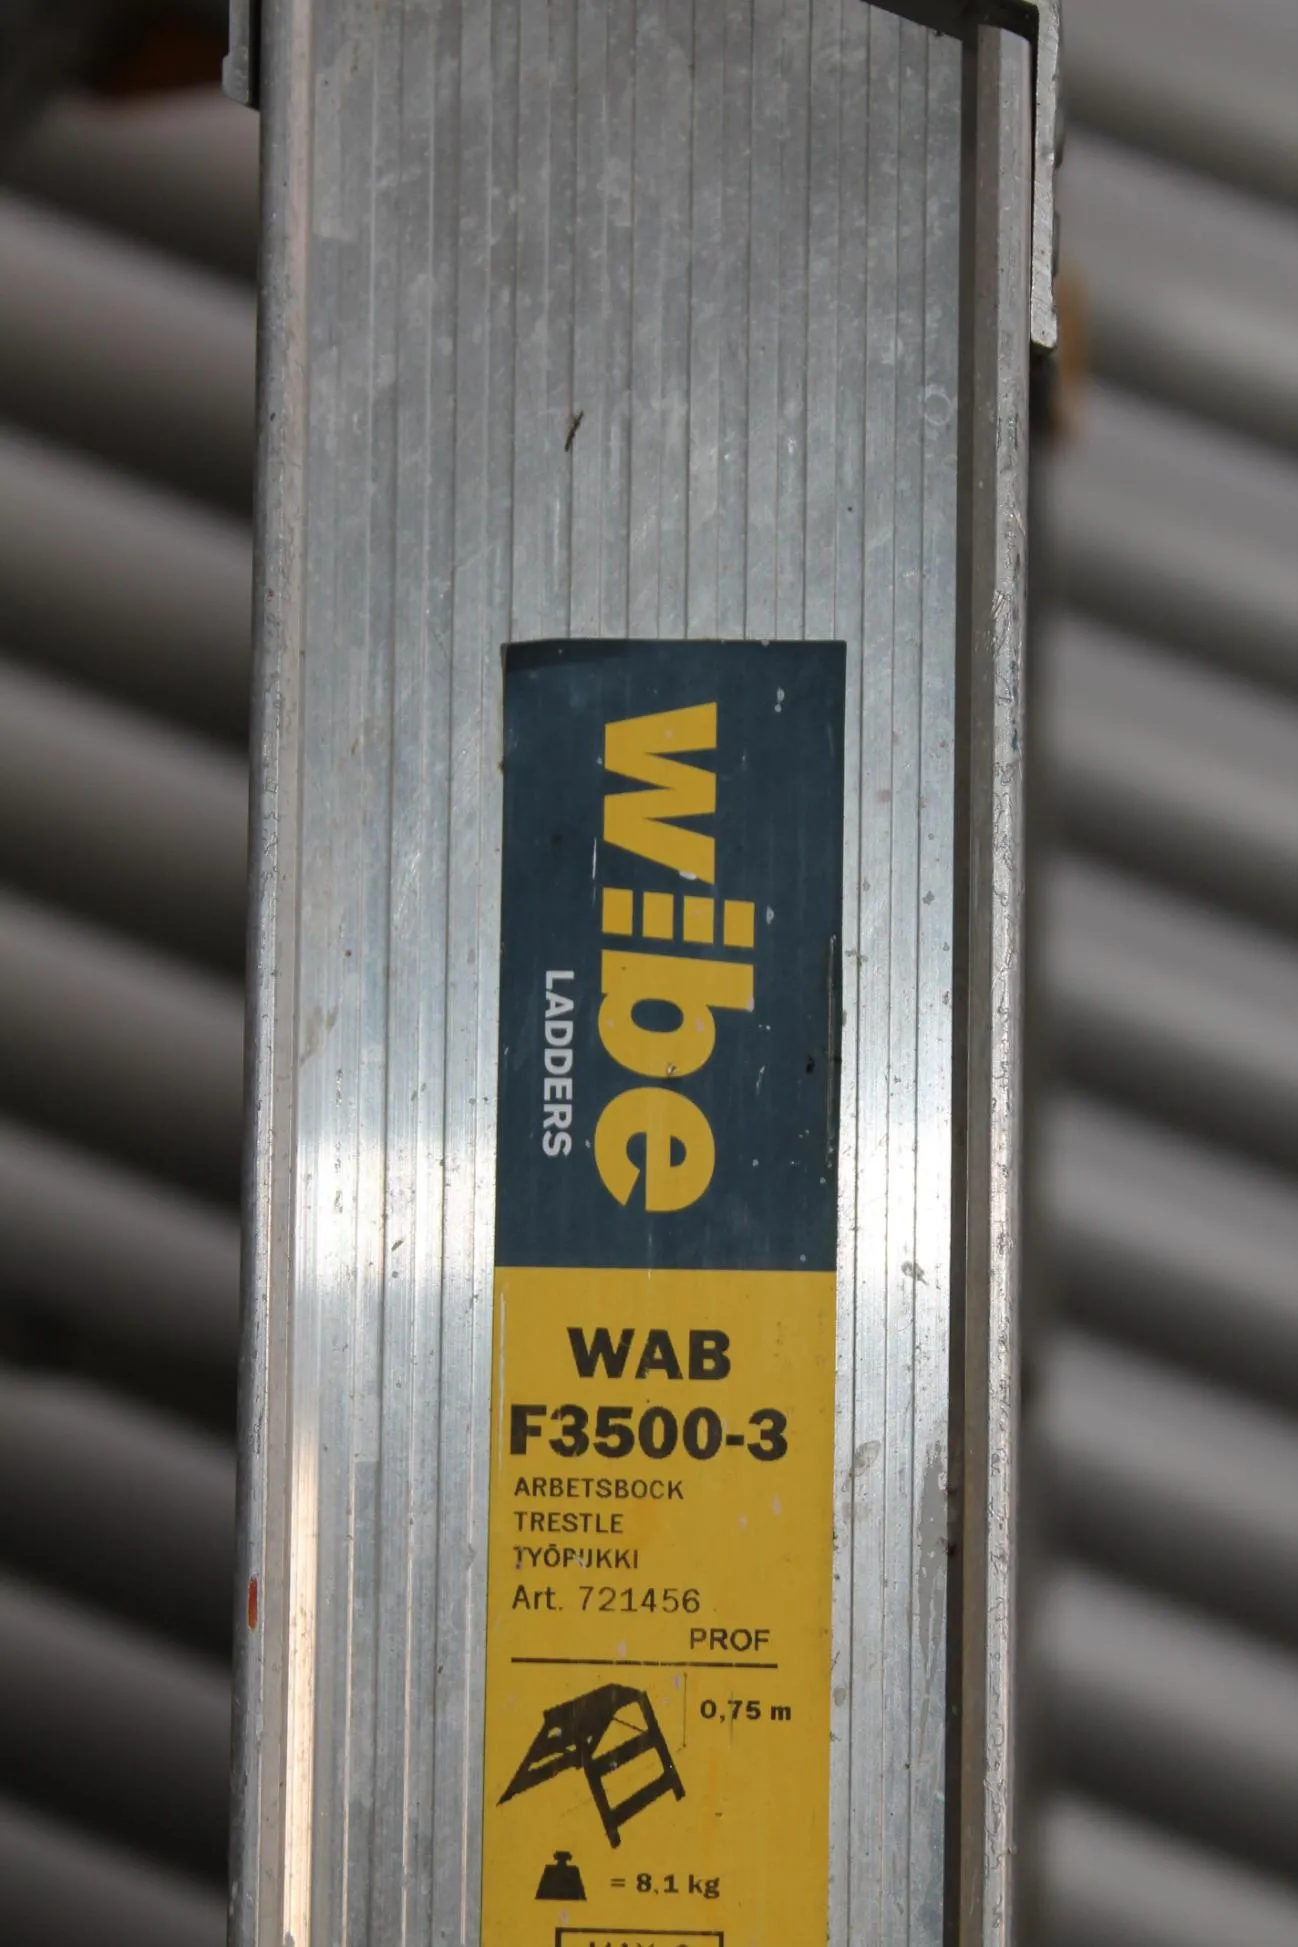 wibe
LADDERS
WAB
F3500-3
ARBETSBOCK
TRESTLE
TYÖPUKKI
Art. 721456
PROF
0,75 m
= 8,1 kg